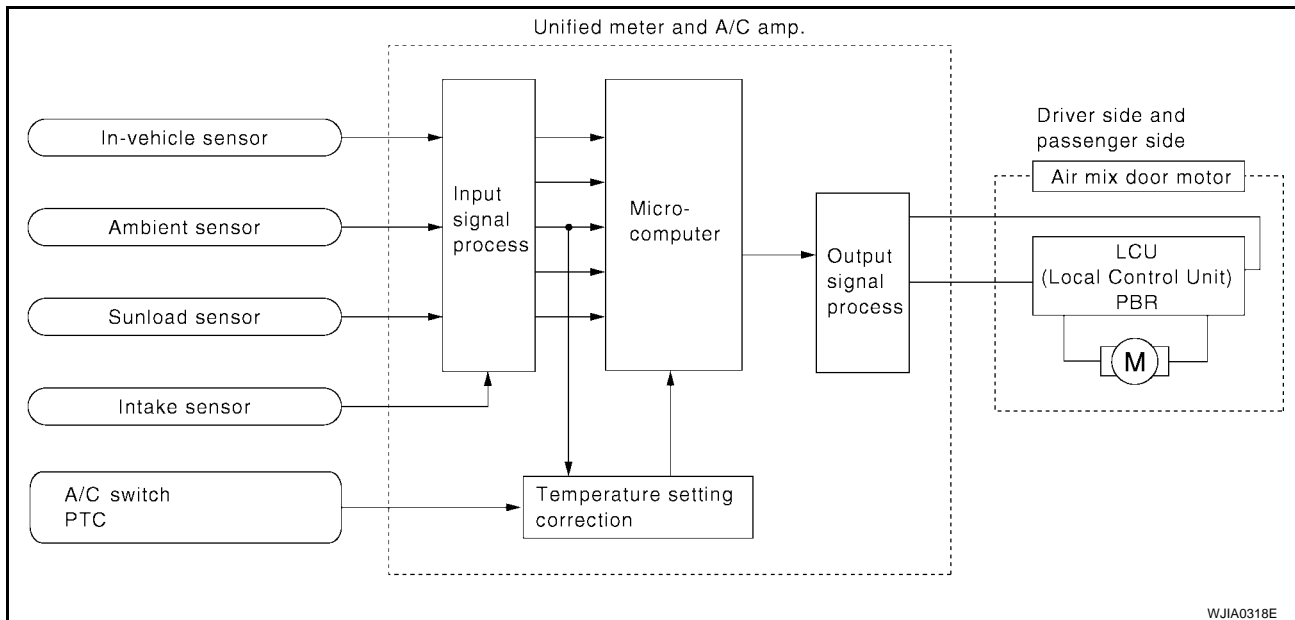 Unified meter and A/C amp.
In-vehicle sensor
Ambient sensor
Sunload sensor
Intake sensor
A/C switch
PTC
Input
signal
process
Micro-
computer
Temperature setting
correction
Output
signal
process
Driver side and
passenger side
Air mix door motor
LCU
(Local Control Unit)
PBR
M
WJIA0318E